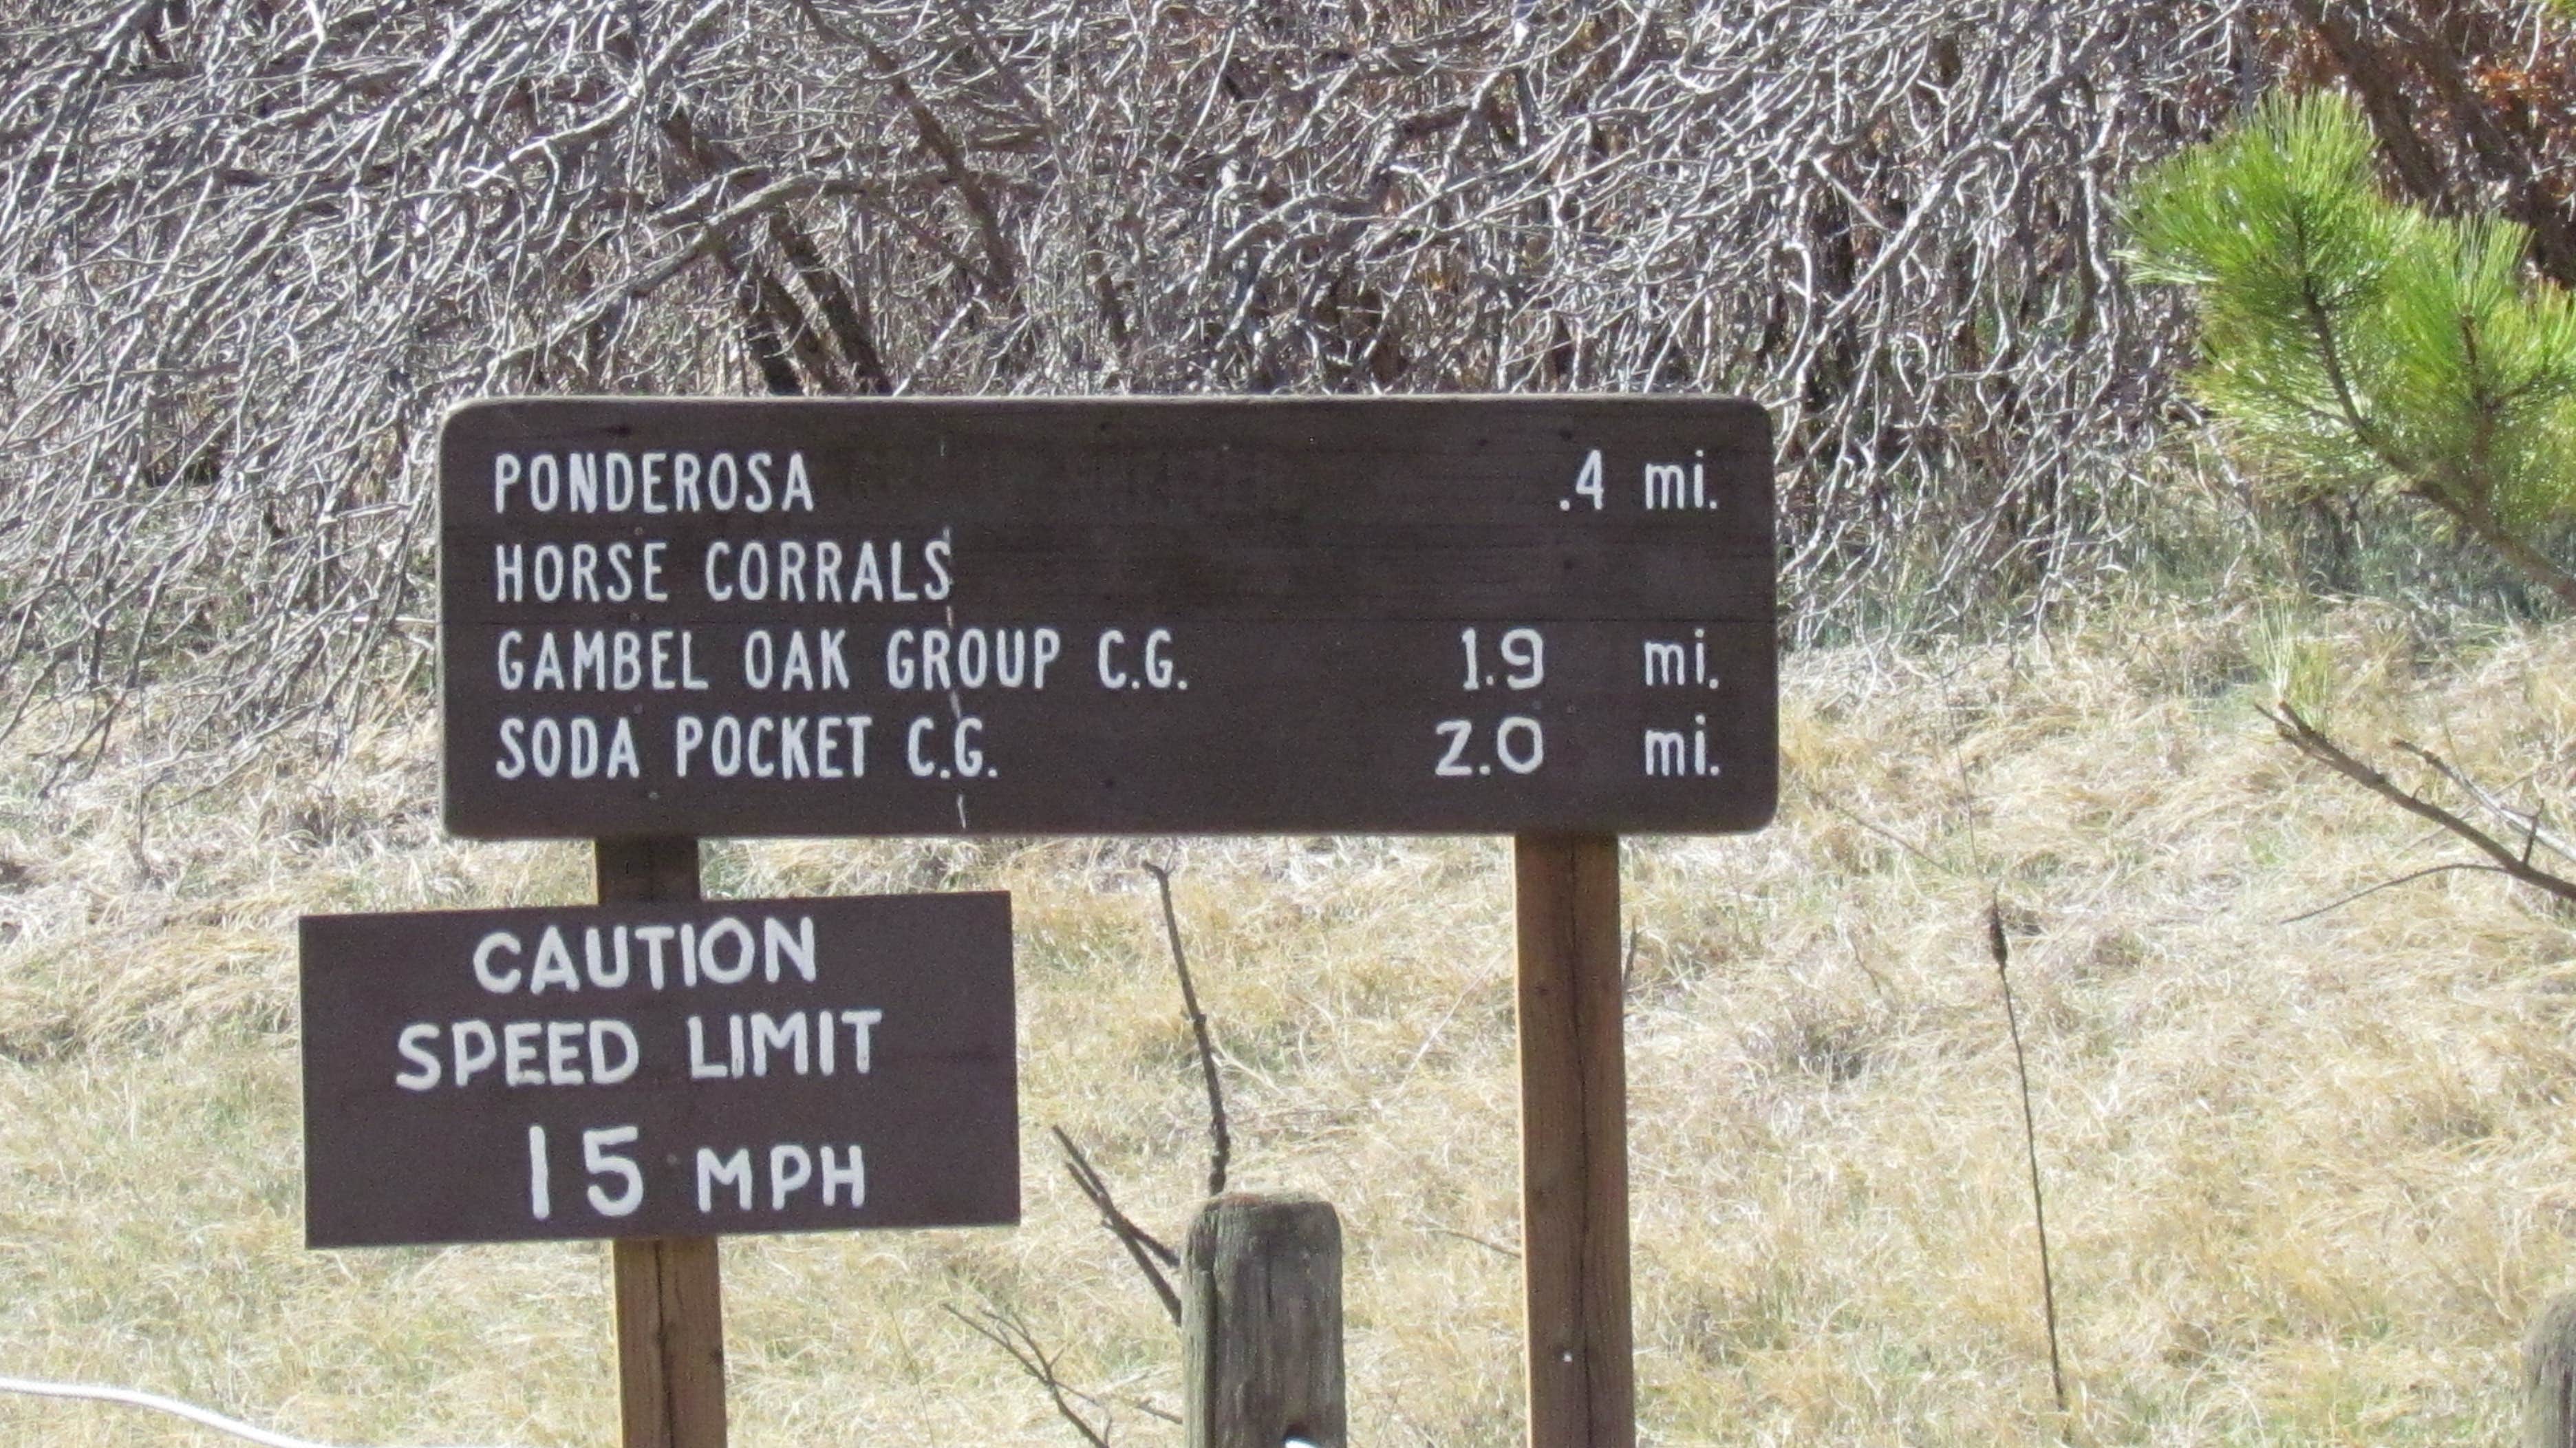 PONDEROSA .4 mi.
HORSE CORRALS
GAMBEL OAK GROUP C.G. 1.9 mi.
SODA POCKET C.G. 2.0 mi.
CAUTION
SPEED LIMIT
15 MPH